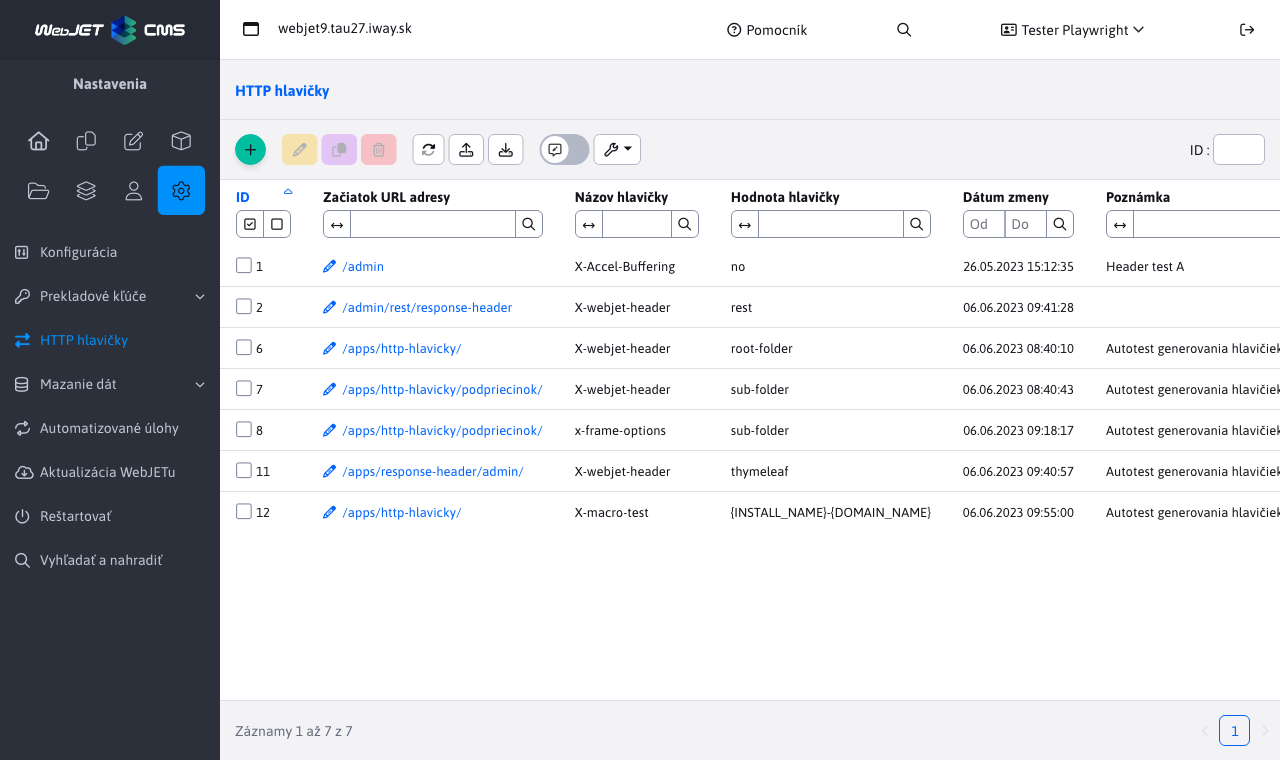 WebJET CMS
webjet9.tau27.iway.sk
Pomocník
Tester Playwright
Nastavenia
HTTP hlavičky
ID :
Konfigurácia
Prekladové kľúče
HTTP hlavičky
Mazanie dát
Automatizované úlohy
Aktualizácia WebJETu
Reštartovať
Vyhľadať a nahradiť
ID Začiatok URL adresy Názov hlavičky Hodnota hlavičky Dátum zmeny Poznámka
Od Do
1 /admin X-Accel-Buffering no 26.05.2023 15:12:35 Header test A
2 /admin/rest/response-header X-webjet-header rest 06.06.2023 09:41:28
6 /apps/http-hlavicky/ X-webjet-header root-folder 06.06.2023 08:40:10 Autotest generovania hlavičiek
7 /apps/http-hlavicky/podpriecinok/ X-webjet-header sub-folder 06.06.2023 08:40:43 Autotest generovania hlavičiek
8 /apps/http-hlavicky/podpriecinok/ x-frame-options sub-folder 06.06.2023 09:18:17 Autotest generovania hlavičiek
11 /apps/response-header/admin/ X-webjet-header thymeleaf 06.06.2023 09:40:57 Autotest generovania hlavičiek
12 /apps/http-hlavicky/ X-macro-test {INSTALL_NAME}-{DOMAIN_NAME} 06.06.2023 09:55:00 Autotest generovania hlavičiek
Záznamy 1 až 7 z 7
1